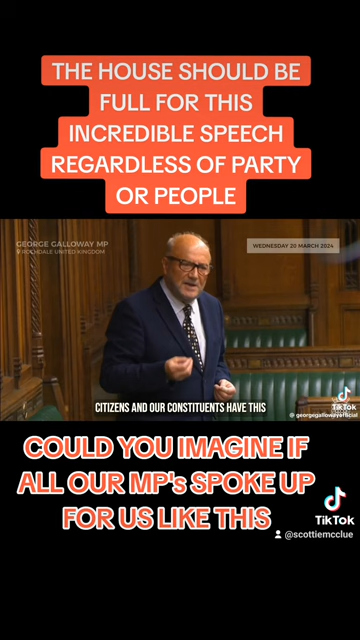 THE HOUSE SHOULD BE
FULL FOR THIS
INCREDIBLE SPEECH
REGARDLESS OF PARTY
OR PEOPLE
GEORGE GALLOWAY MP
ROCHDALE UNITED KINGDOM
WEDNESDAY 20 MARCH 2024
CITIZENS AND OUR CONSTITUENTS HAVE THIS
TikTok
@georgegallowayofficial
COULD YOU IMAGINE IF
ALL OUR MP's SPOKE UP
FOR US LIKE THIS
TikTok
@scottiemcclue